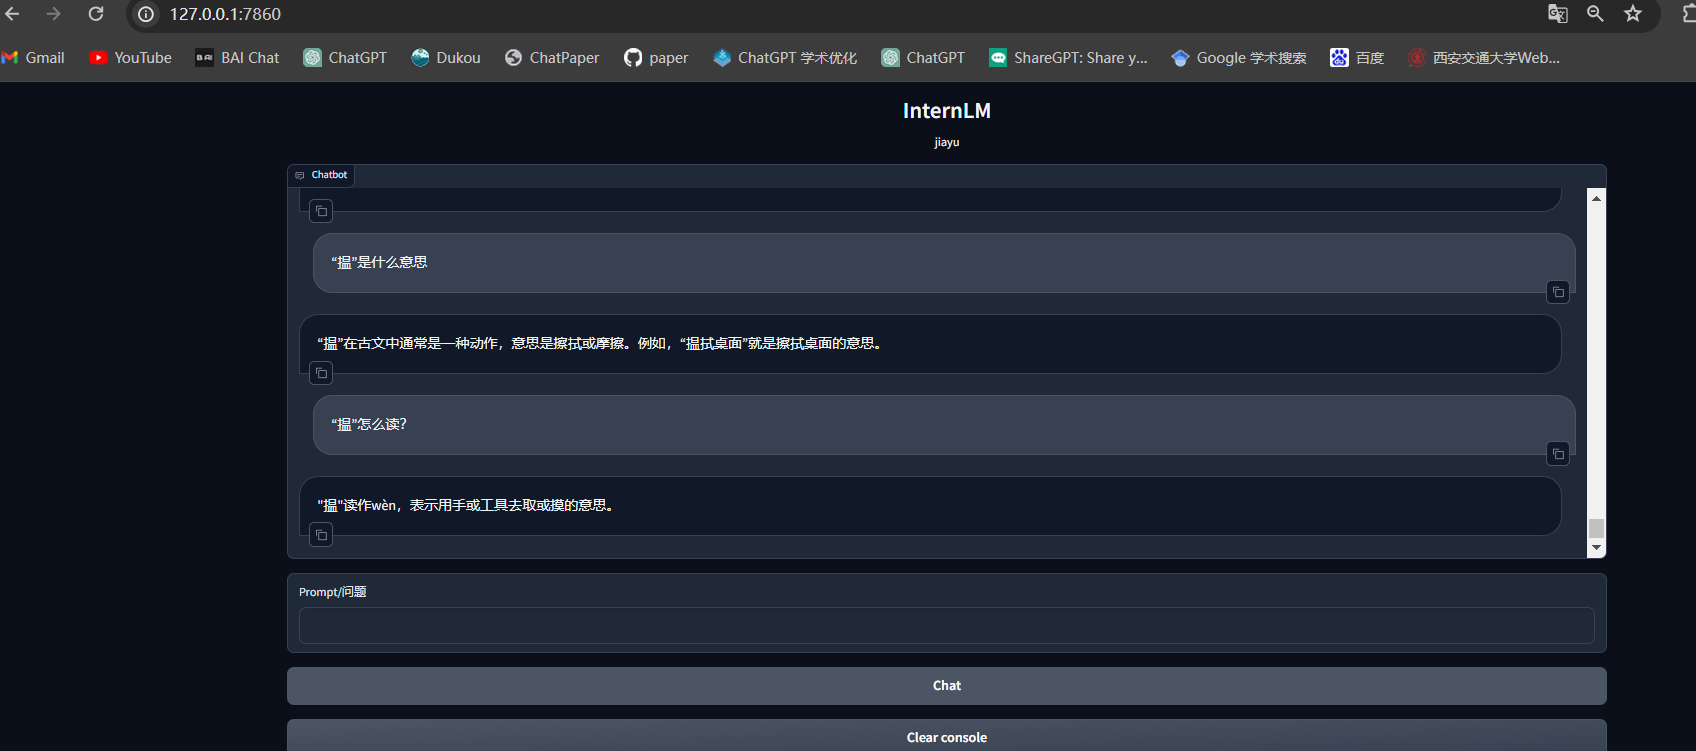 127.0.0.1:7860
Gmail YouTube BAI Chat ChatGPT Dukou ChatPaper paper ChatGPT 学术优化 ChatGPT ShareGPT: Share y... Google 学术搜索 百度 西安交通大学Web...
InternLM
jiayu
Chatbot
“揾”是什么意思
“揾”在古文中通常是一种动作，意思是擦拭或摩擦。例如，“揾拭桌面”就是擦拭桌面的意思。
“揾”怎么读？
"揾"读作wèn，表示用手或工具去取或摸的意思。
Prompt/问题
Chat
Clear console